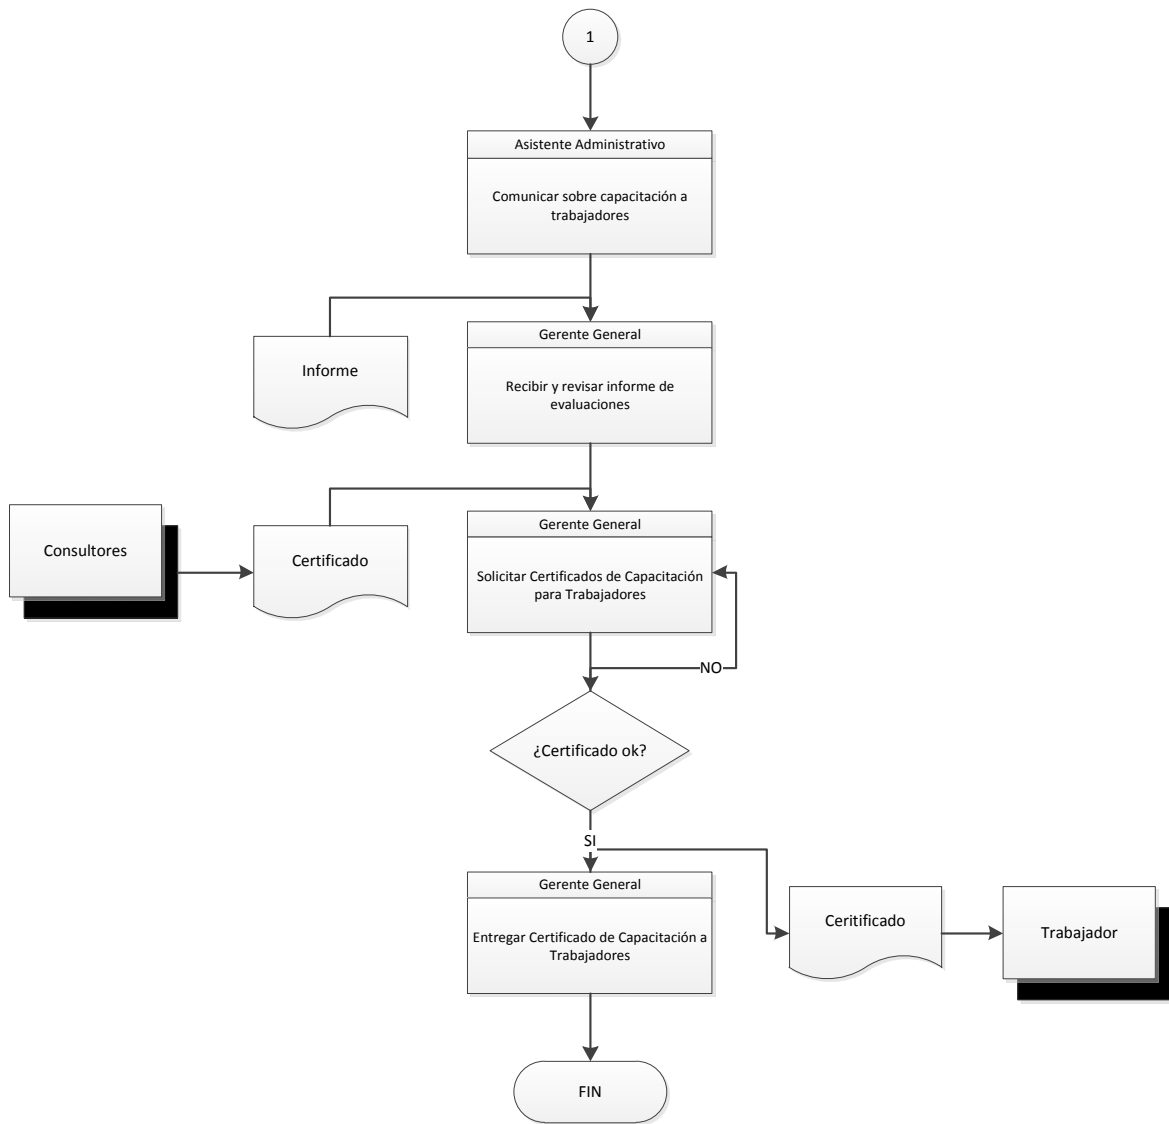 1
Asistente Administrativo
Comunicar sobre capacitación a
trabajadores
Gerente General
Informe
Recibir y revisar informe de
evaluaciones
Gerente General
Consultores
Certificado
Solicitar Certificados de Capacitación
para Trabajadores
NO
¿Certificado ok?
SI
Gerente General
Entregar Certificado de Capacitación a
Trabajadores
Ceritificado
Trabajador
FIN